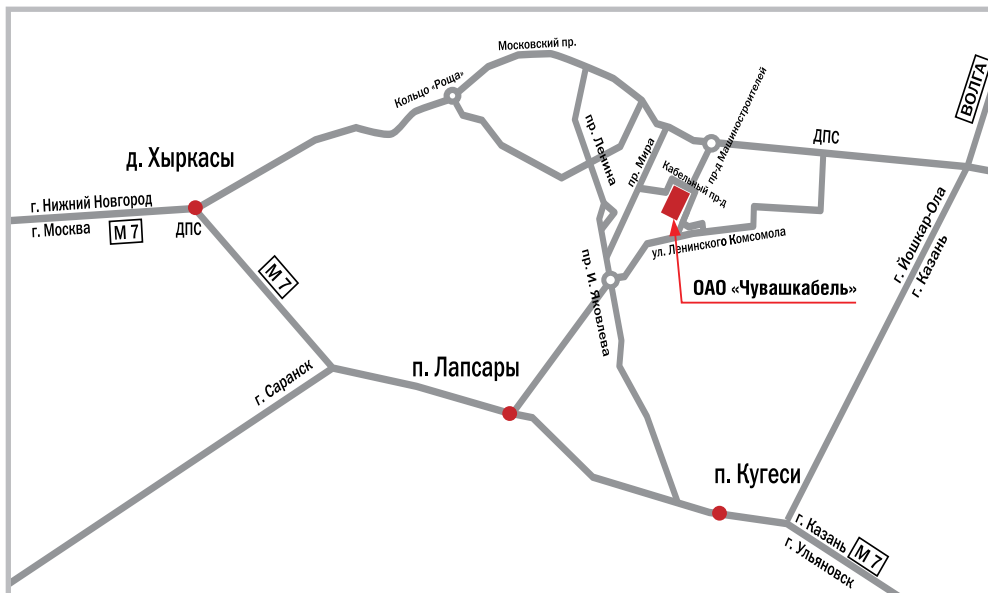 Московский пр.
Кольцо «Роща»
ВОЛГА
пр-д Машиностроителей
ДПС
пр. Ленина
пр. Мира
д. Хыркасы
Кабельный пр-д
г. Нижний Новгород
г. Москва
М 7
ДПС
ул. Ленинского Комсомола
г. Йошкар-Ола
г. Казань
М 7
пр. И. Яковлева
ОАО «Чувашкабель»
п. Лапсары
г. Саранск
п. Кугеси
г. Казань
М 7
г. Ульяновск